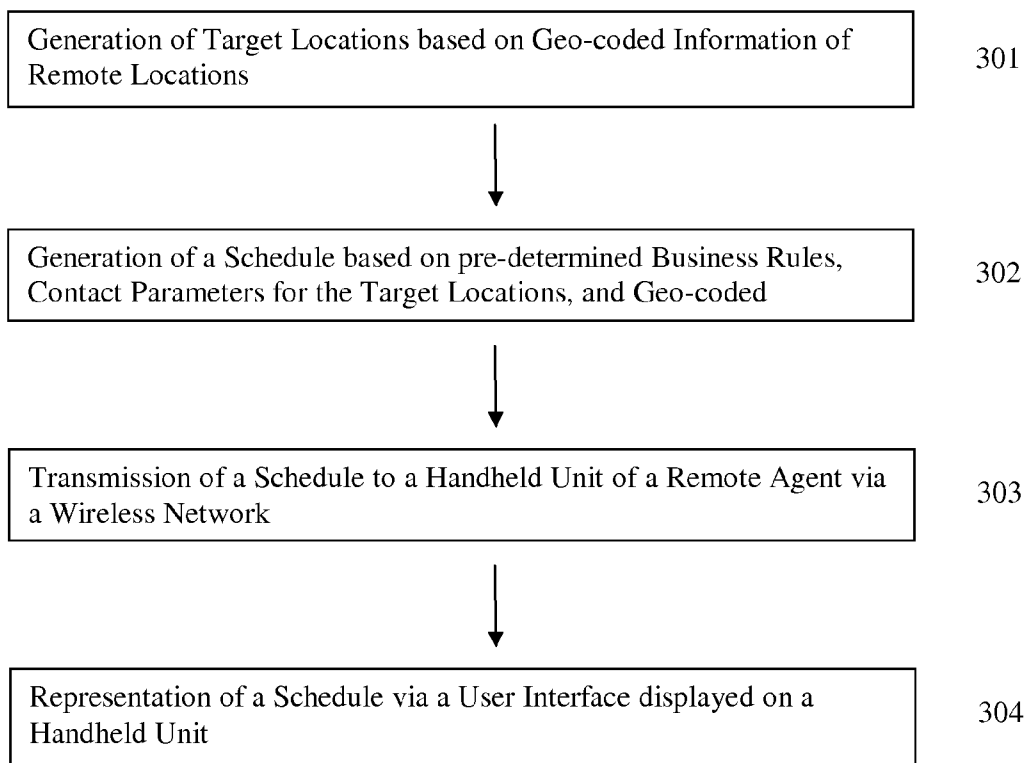 Generation of Target Locations based on Geo-coded Information of
Remote Locations
301
Generation of a Schedule based on pre-determined Business Rules,
Contact Parameters for the Target Locations, and Geo-coded
302
Transmission of a Schedule to a Handheld Unit of a Remote Agent via
a Wireless Network
303
Representation of a Schedule via a User Interface displayed on a
Handheld Unit
304